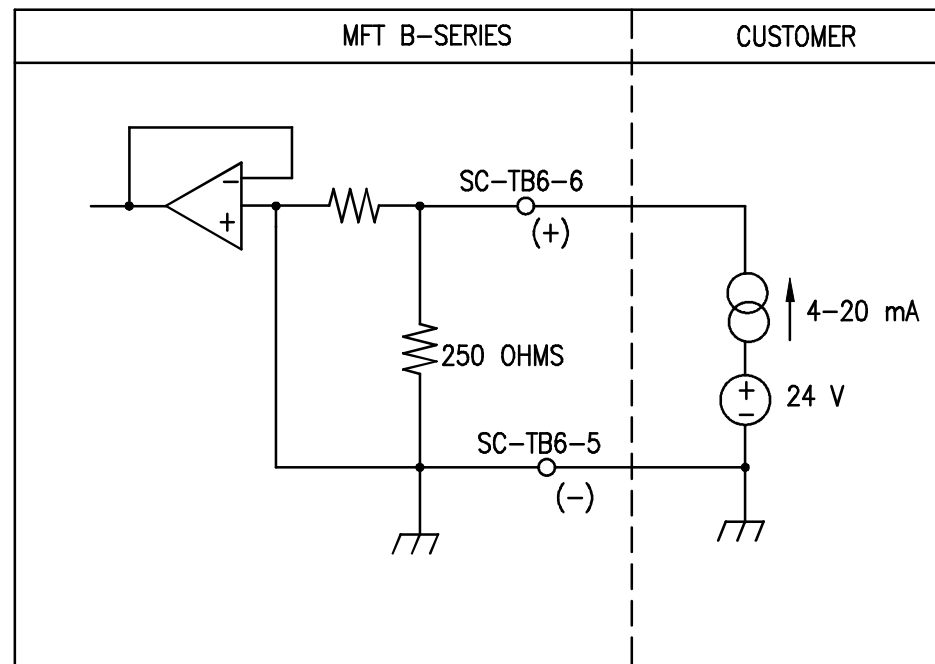 MFT B-SERIES
CUSTOMER
SC-TB6-6
(+)
-
+
4-20 mA
250 OHMS
+
-
24 V
SC-TB6-5
(-)